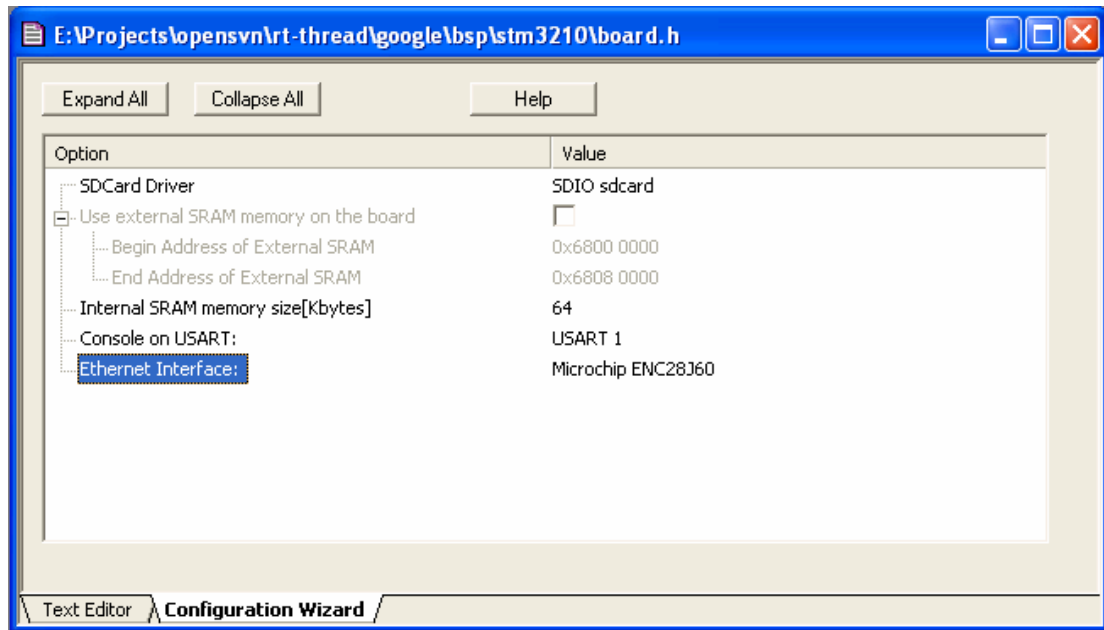 E:\Projects\opensvn\rt-thread\google\bsp\stm3210\board.h
Expand All Collapse All Help
Option Value
SDCard Driver SDIO sdcard
Use external SRAM memory on the board
Begin Address of External SRAM 0x6800 0000
End Address of External SRAM 0x6808 0000
Internal SRAM memory size[Kbytes] 64
Console on USART: USART 1
Ethernet Interface: Microchip ENC28J60
Text Editor Configuration Wizard